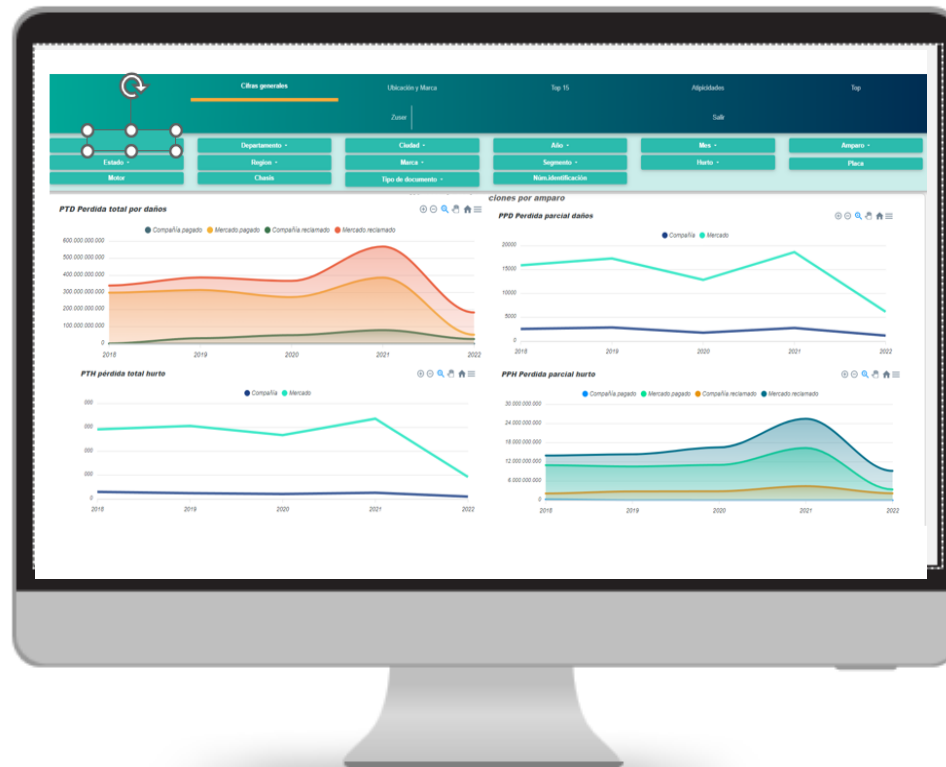 Cifras generales
Ubicación y Marca
Top 15
Atipicidades
Top
Zuser
Salir
Departamento
Ciudad
Año
Mes
Amparo
Estado
Region
Marca
Segmento
Hurto
Placa
Motor
Chasis
Tipo de documento
Núm.identificación
ciones por amparo
PTD Perdida total por daños
Compañía pagado Mercado pagado Compañía reclamado Mercado reclamado
600.000.000.000
500.000.000.000
400.000.000.000
300.000.000.000
200.000.000.000
100.000.000.000
0
2018 2019 2020 2021 2022
PPD Perdida parcial daños
Compañía Mercado
20000
15000
10000
5000
0
2018 2019 2020 2021 2022
PTH pérdida total hurto
Compañía Mercado
000
000
000
000
0
2018 2019 2020 2021 2022
PPH Perdida parcial hurto
Compañía pagado Mercado pagado Compañía reclamado Mercado reclamado
30.000.000.000
24.000.000.000
18.000.000.000
12.000.000.000
6.000.000.000
0
2018 2019 2020 2021 2022